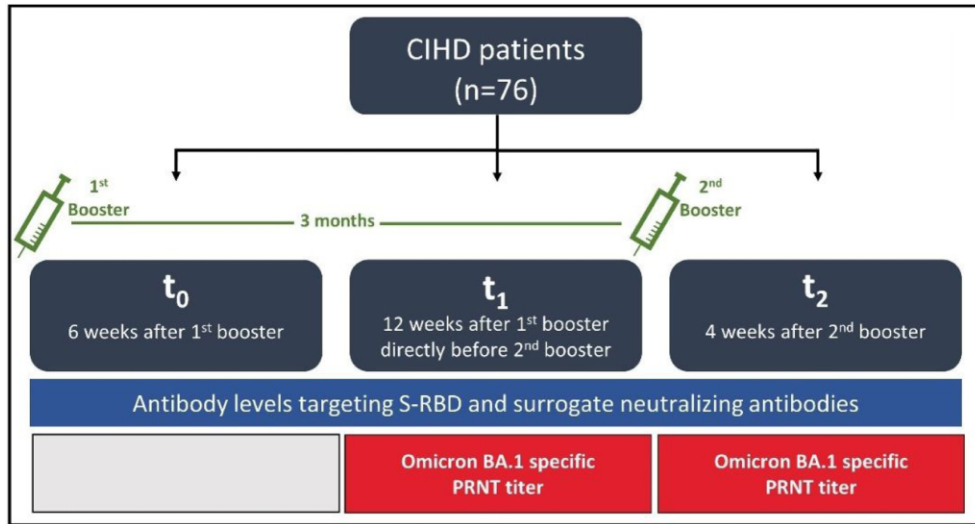 CIHD patients
(n=76)
1st
Booster
3 months
2nd
Booster
t0
6 weeks after 1st booster
t1
12 weeks after 1st booster
directly before 2nd booster
t2
4 weeks after 2nd booster
Antibody levels targeting S-RBD and surrogate neutralizing antibodies
Omicron BA.1 specific
PRNT titer
Omicron BA.1 specific
PRNT titer